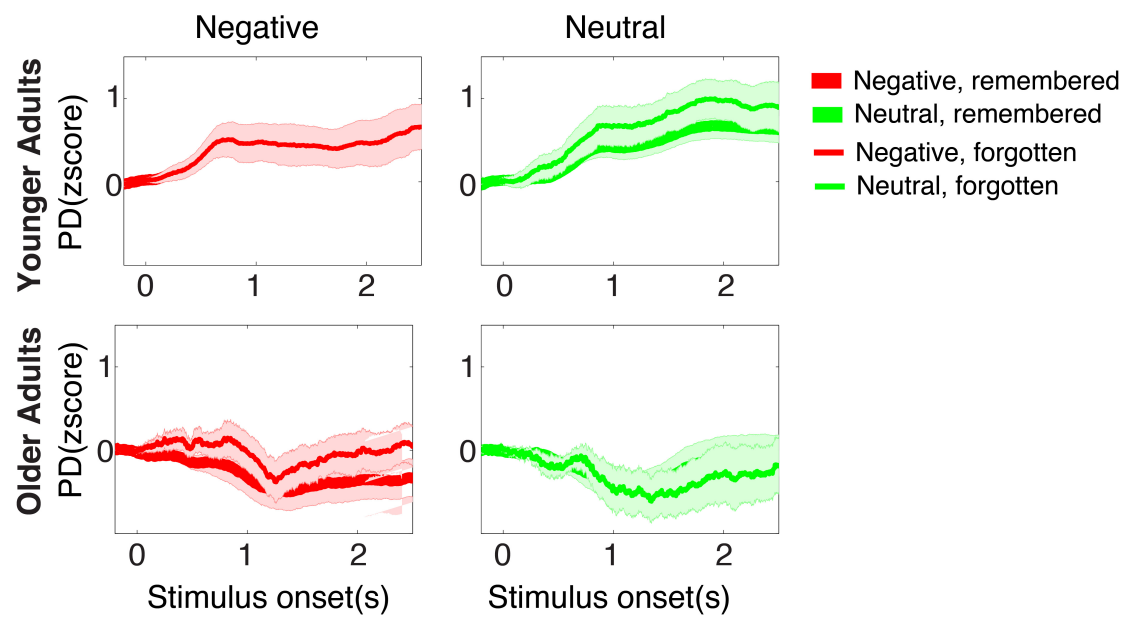 Negative
Neutral
Younger Adults
PD(zscore)
1
0
0
1
2
1
0
0
1
2
Negative, remembered
Neutral, remembered
Negative, forgotten
Neutral, forgotten
Older Adults
PD(zscore)
1
0
0
1
2
1
0
0
1
2
Stimulus onset(s)
Stimulus onset(s)